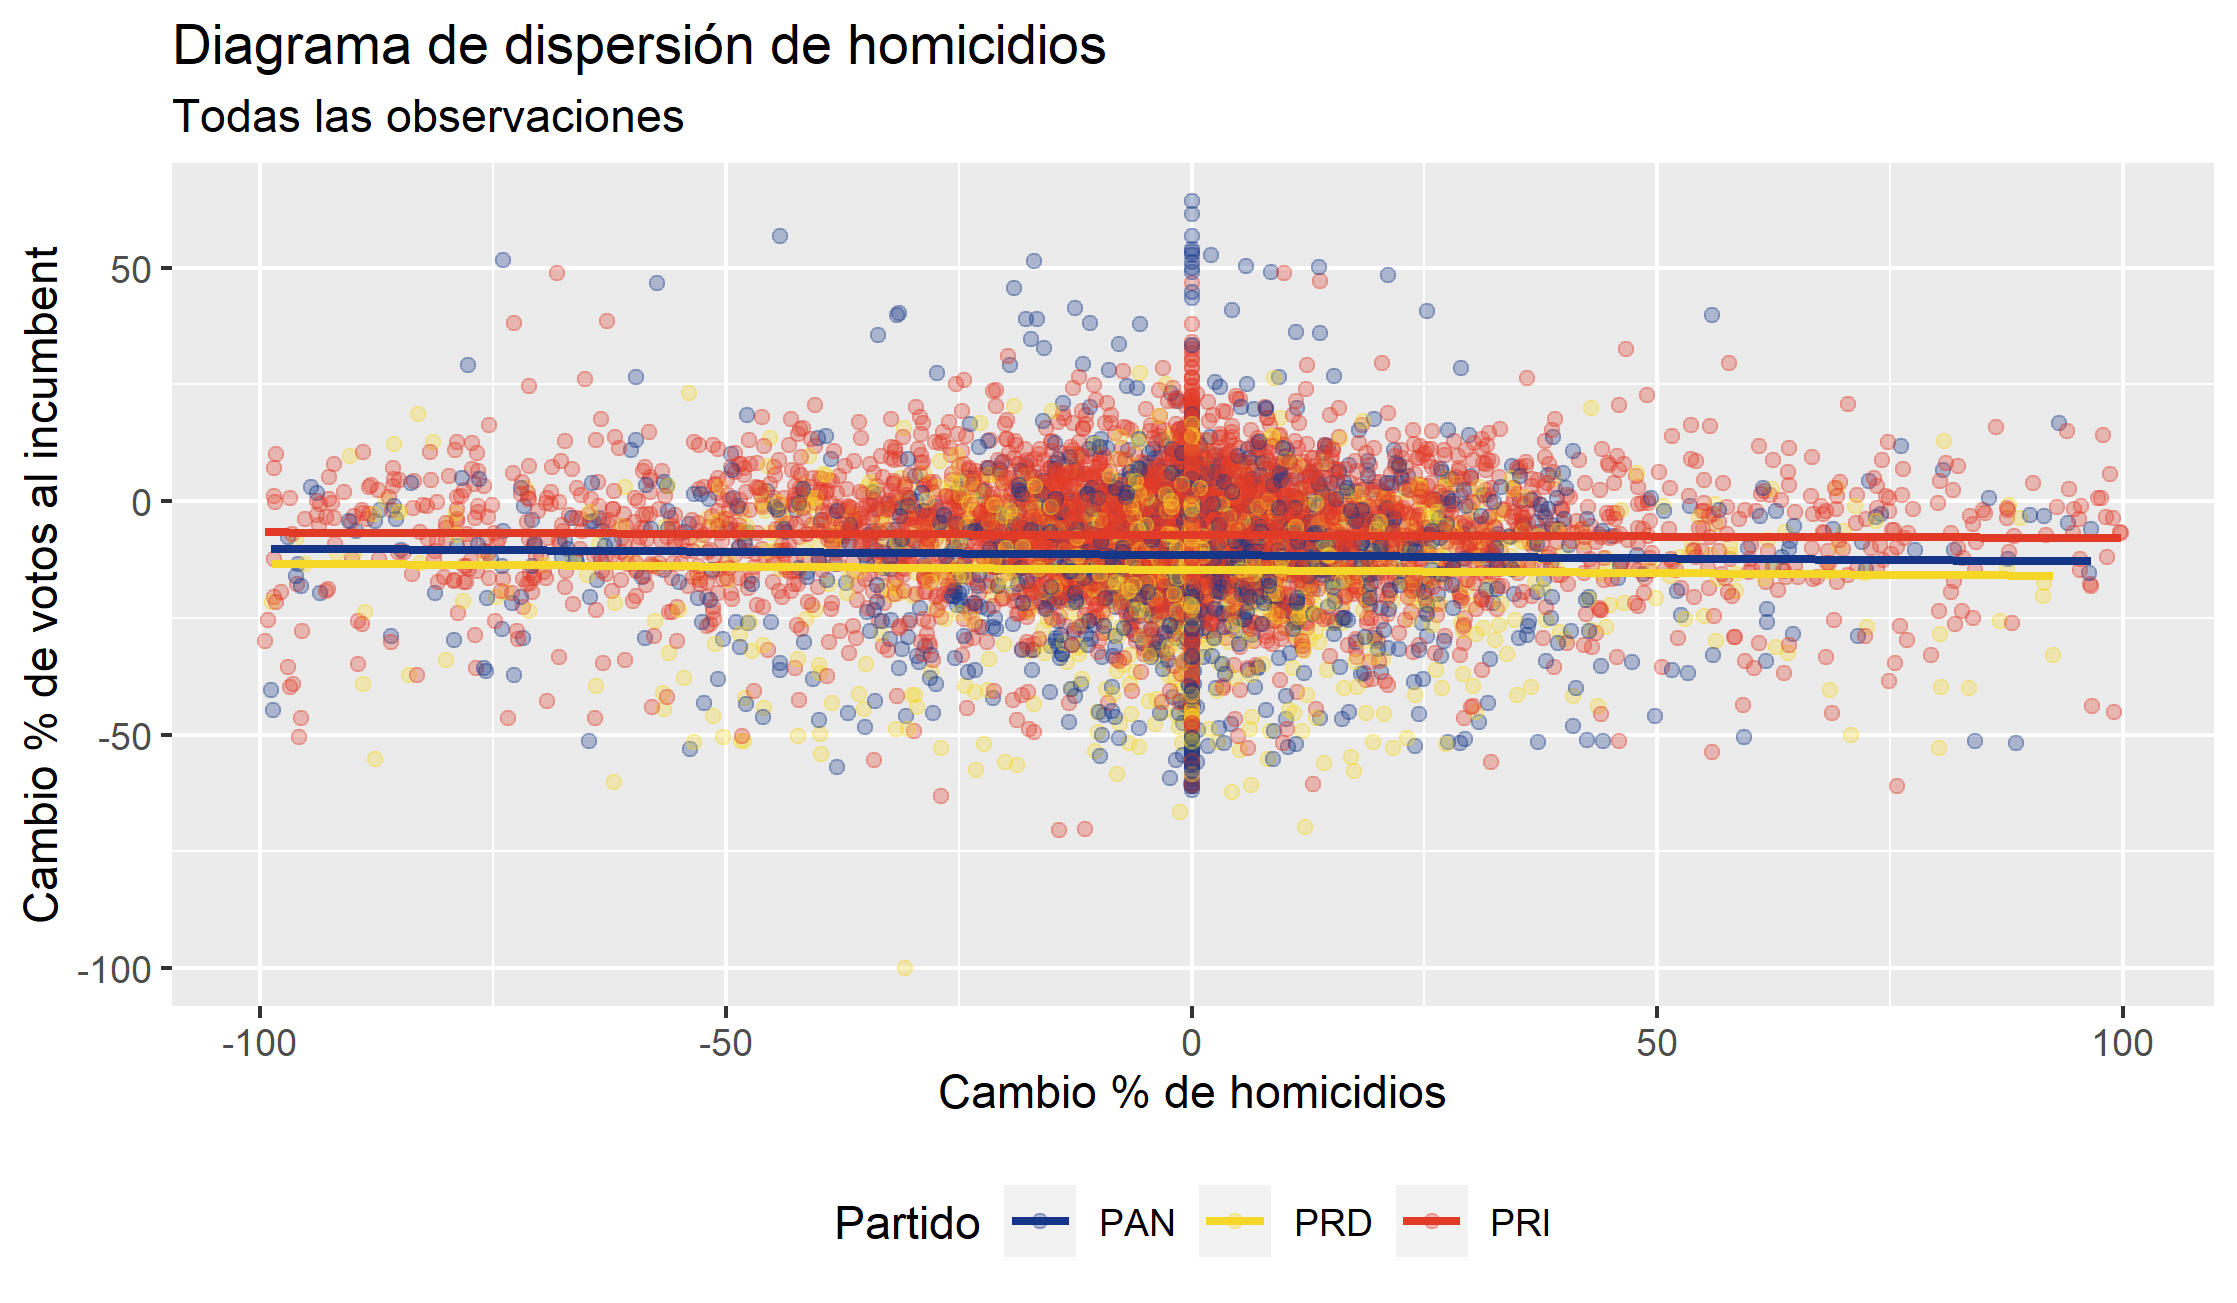 Diagrama de dispersión de homicidios
Todas las observaciones
Cambio % de votos al incumbent
50
0
-50
-100
-100 -50 0 50 100
Cambio % de homicidios
Partido PAN PRD PRI